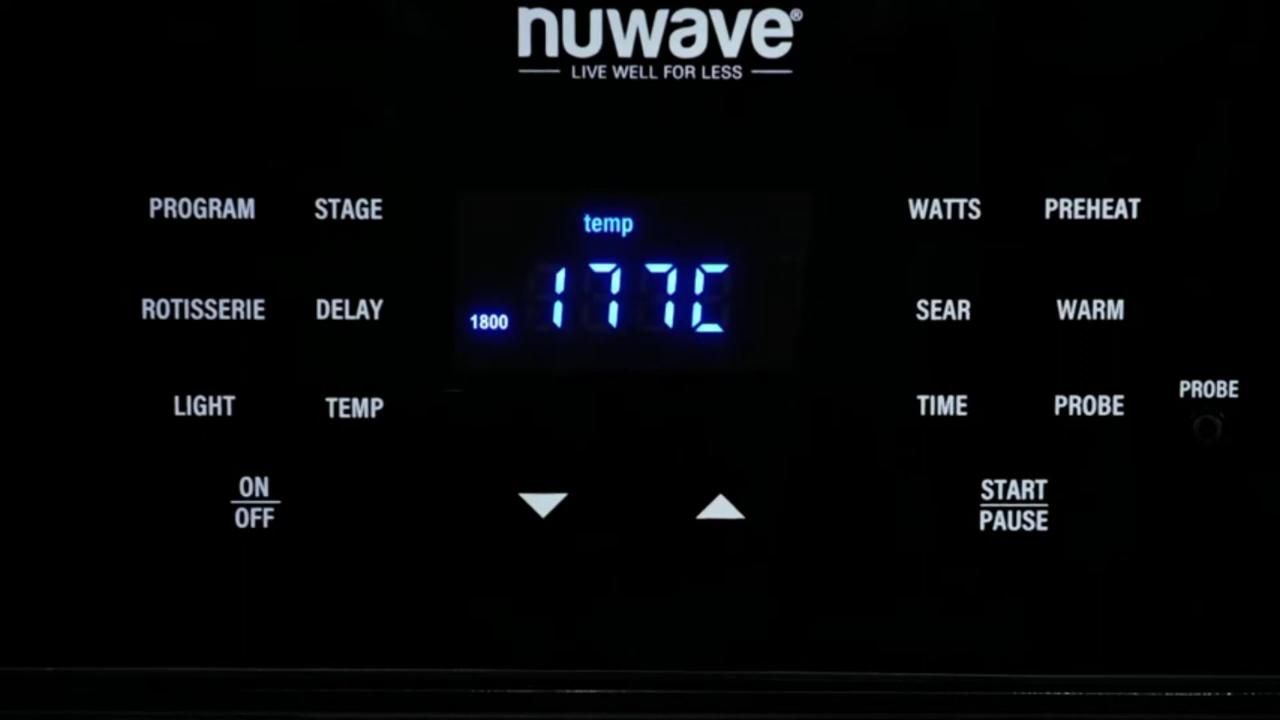 nuwave®
LIVE WELL FOR LESS
PROGRAM STAGE
temp
WATTS PREHEAT
ROTISSERIE DELAY
1800 177C
SEAR WARM
LIGHT TEMP
TIME PROBE PROBE
ON
OFF
START
PAUSE